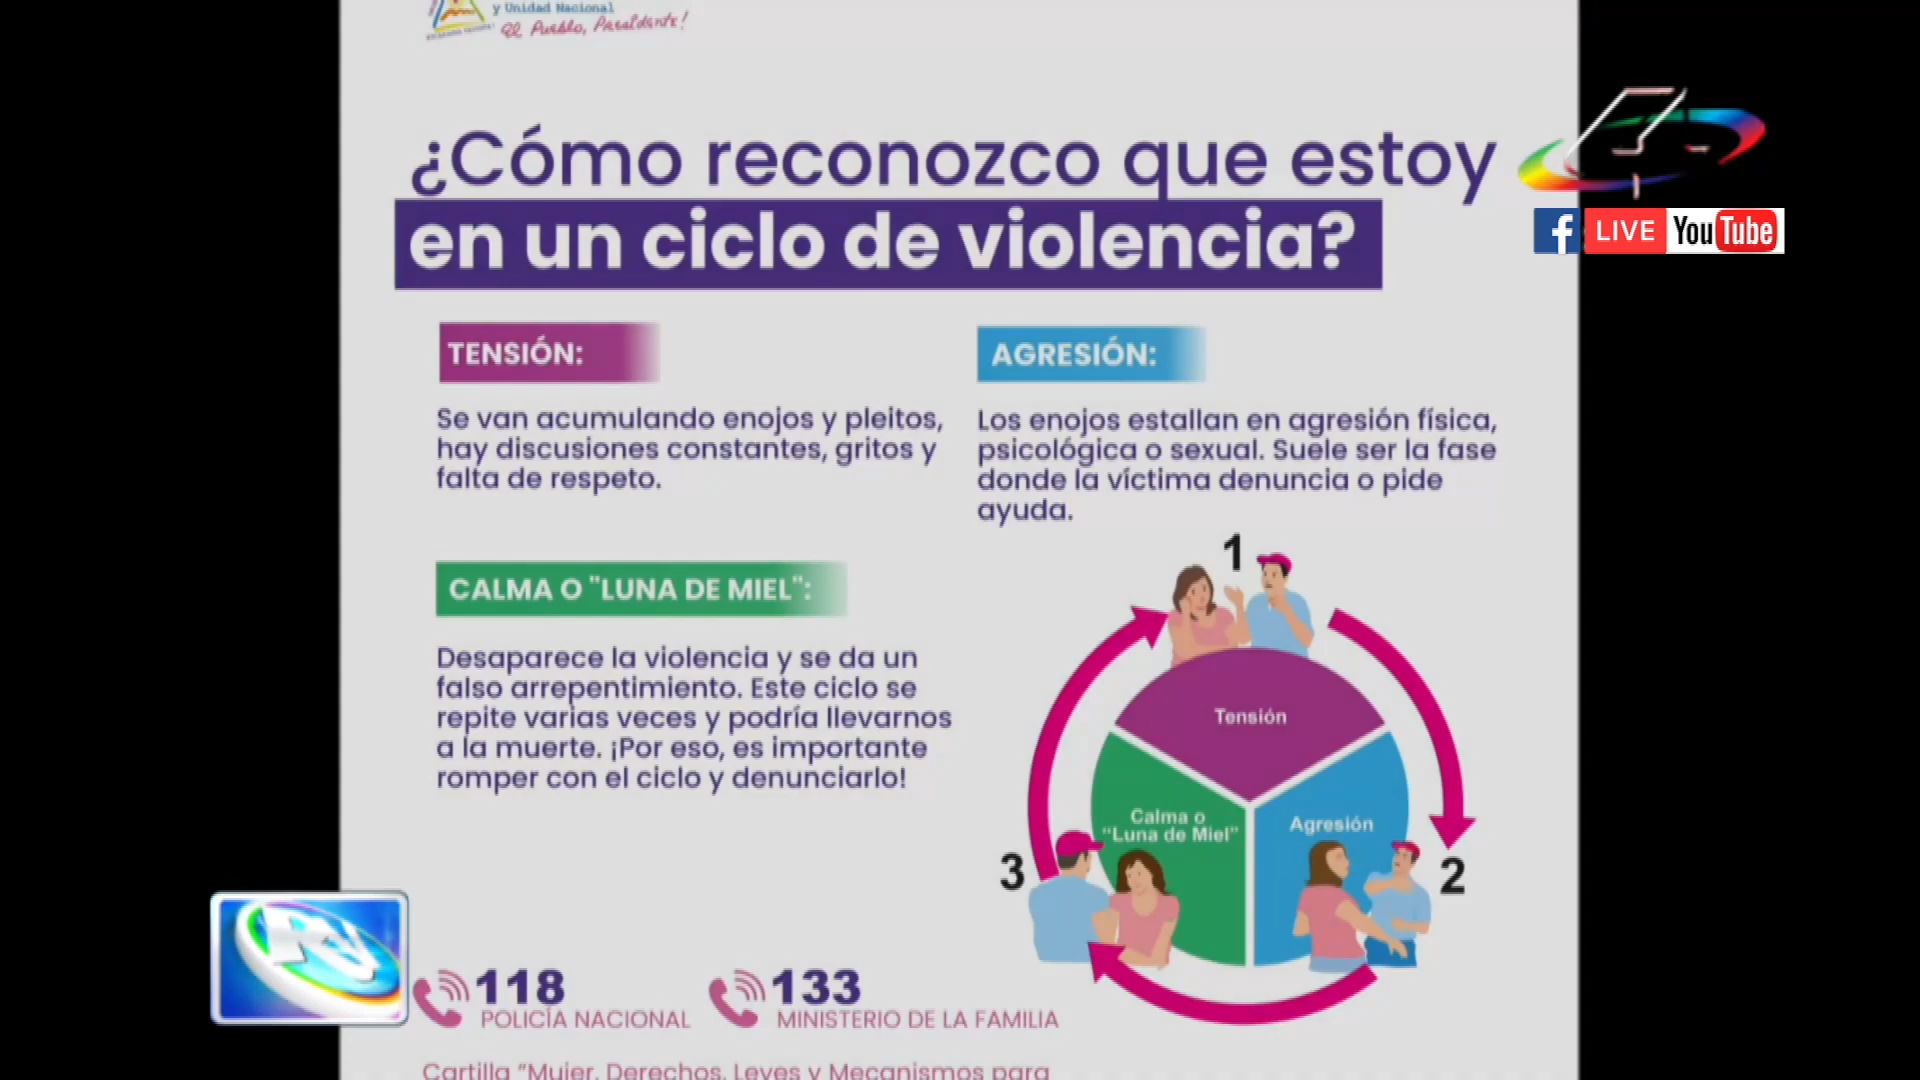 y Unidad Nacional
El Pueblo, Presidente!
¿Cómo reconozco que estoy
en un ciclo de violencia?
f LIVE YouTube
TENSIÓN:
Se van acumulando enojos y pleitos,
hay discusiones constantes, gritos y
falta de respeto.
AGRESIÓN:
Los enojos estallan en agresión física,
psicológica o sexual. Suele ser la fase
donde la víctima denuncia o pide
ayuda.
CALMA O "LUNA DE MIEL":
Desaparece la violencia y se da un
falso arrepentimiento. Este ciclo se
repite varias veces y podría llevarnos
a la muerte. ¡Por eso, es importante
romper con el ciclo y denunciarlo!
1
Tensión
Agresión
2
Calma o
“Luna de Miel”
3
118
POLICÍA NACIONAL
133
MINISTERIO DE LA FAMILIA
Cartilla “Mujer, Derechos, Leyes y Mecanismos para